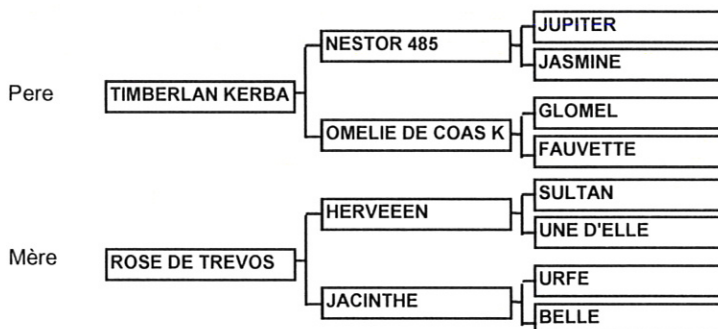 JUPITER
NESTOR 485
JASMINE
Pere
TIMBERLAN KERBA
GLOMEL
OMELIE DE COAS K
FAUVETTE
SULTAN
HERVEEEN
UNE D'ELLE
Mère
ROSE DE TREVOS
URFE
JACINTHE
BELLE